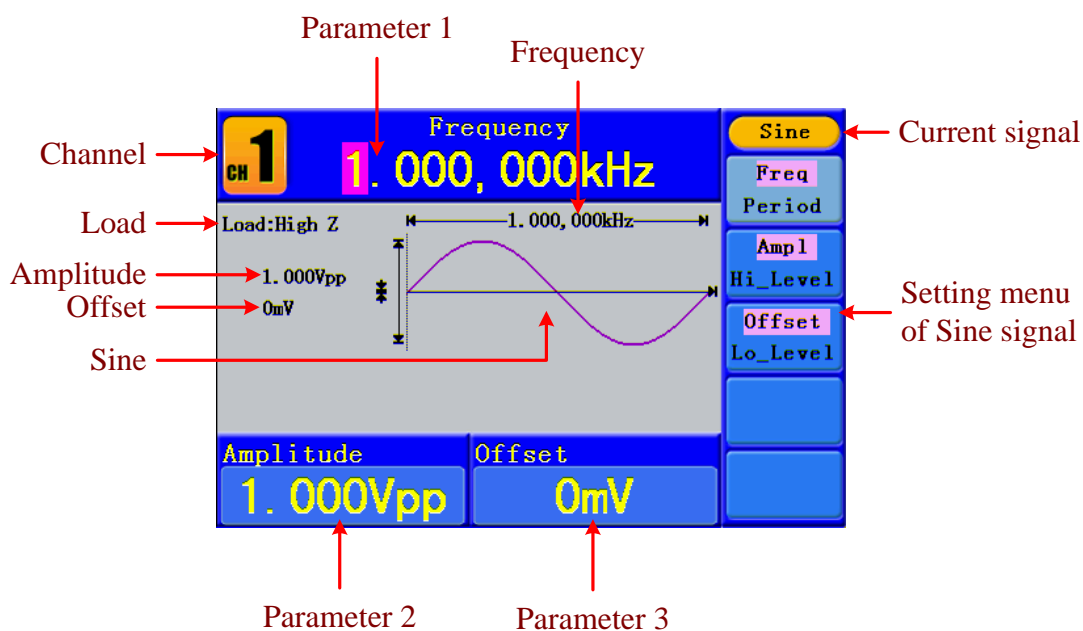 Parameter 1
Frequency
Channel
CH 1
Frequency
1.000,000kHz
Sine
Current signal
Freq
Period
Load
Load:High Z
1.000,000kHz
Amplitude
1.000Vpp
Ampl
Hi_Level
Offset
0mV
Sine
Offset
Lo_Level
Setting menu
of Sine signal
Amplitude
1.000Vpp
Offset
0mV
Parameter 2
Parameter 3